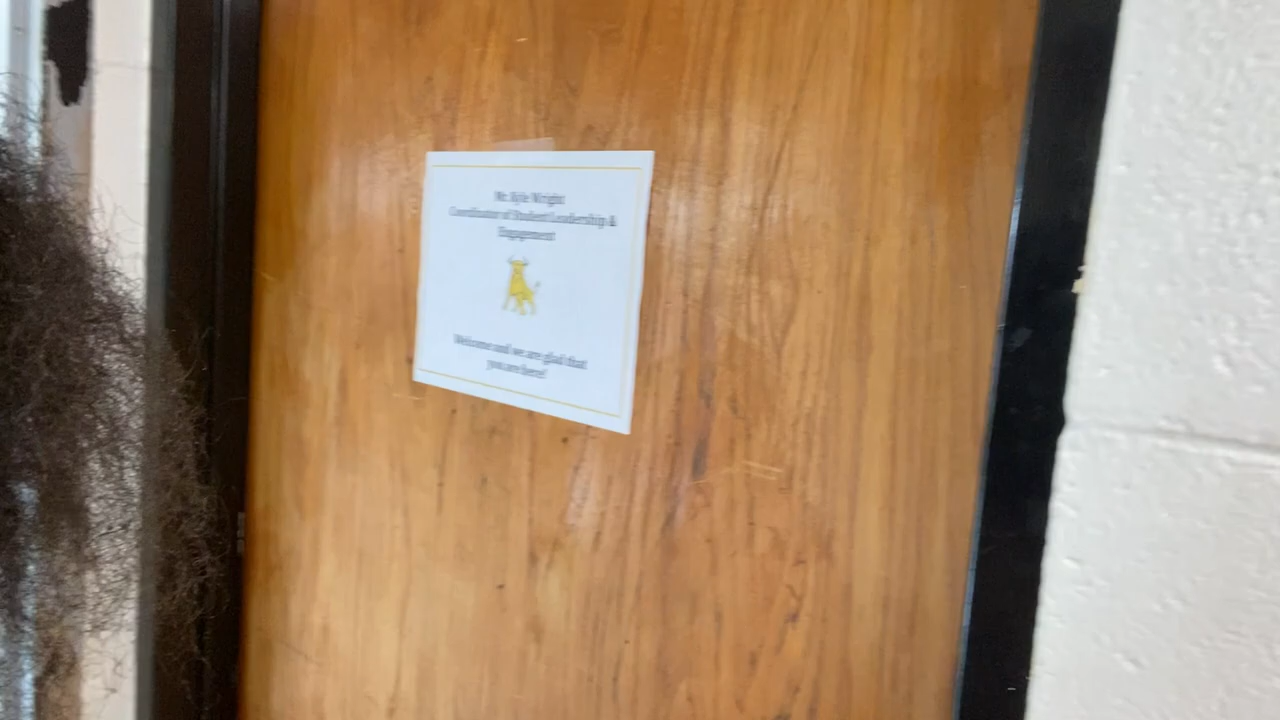 Mr. Kyle Wright
Coordinator of Student Leadership &
Engagement
Welcome and we are glad that
you are here!